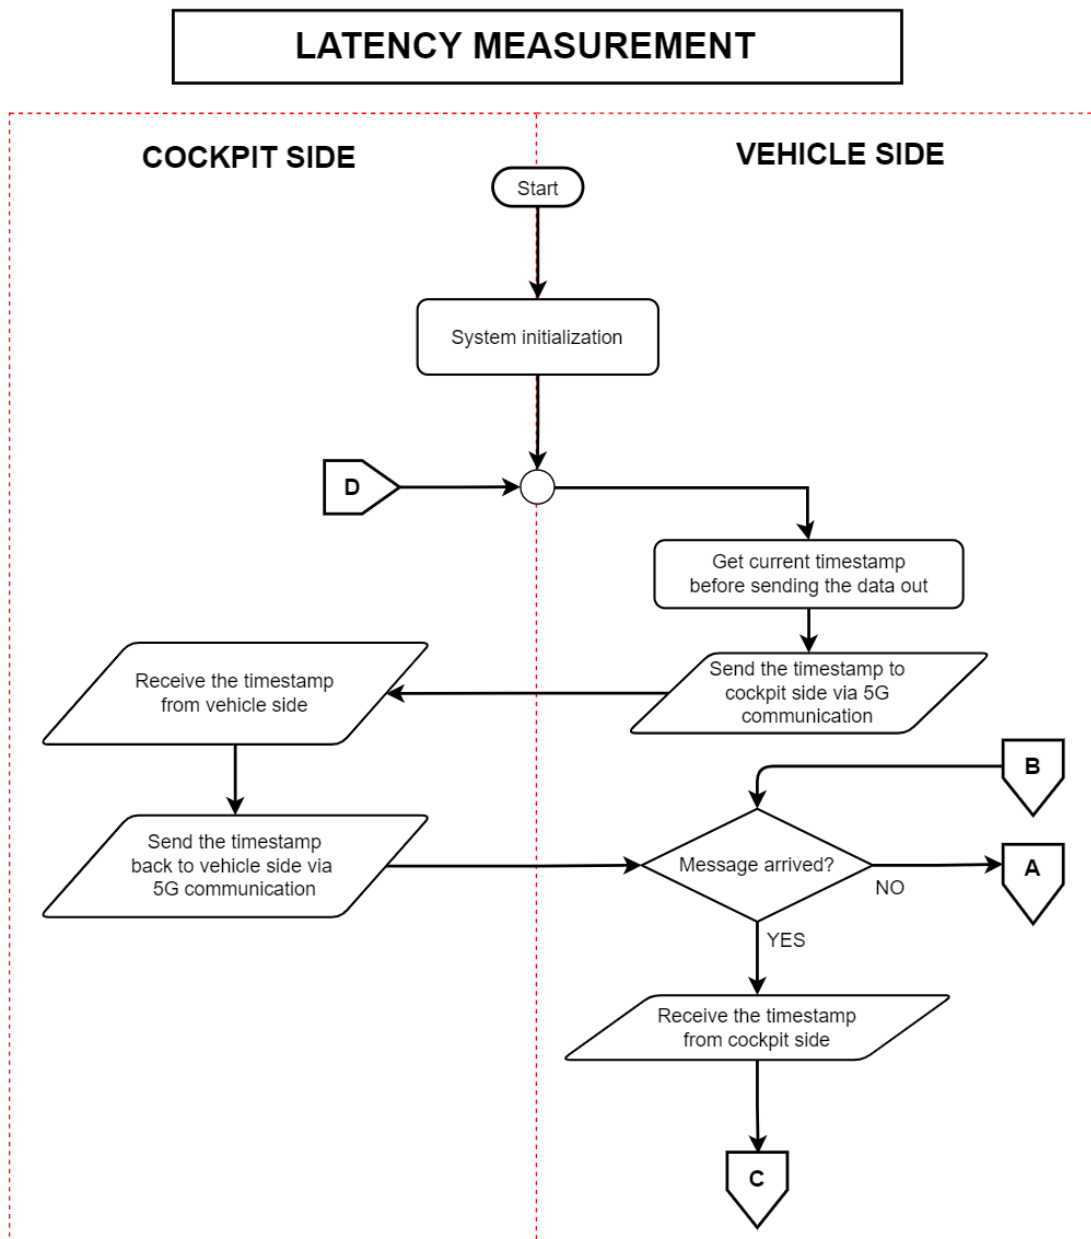 LATENCY MEASUREMENT
COCKPIT SIDE
VEHICLE SIDE
Start
System initialization
D
Get current timestamp
before sending the data out
Send the timestamp to
cockpit side via 5G
communication
Receive the timestamp
from vehicle side
B
Send the timestamp
back to vehicle side via
5G communication
Message arrived?
NO
A
YES
Receive the timestamp
from cockpit side
C